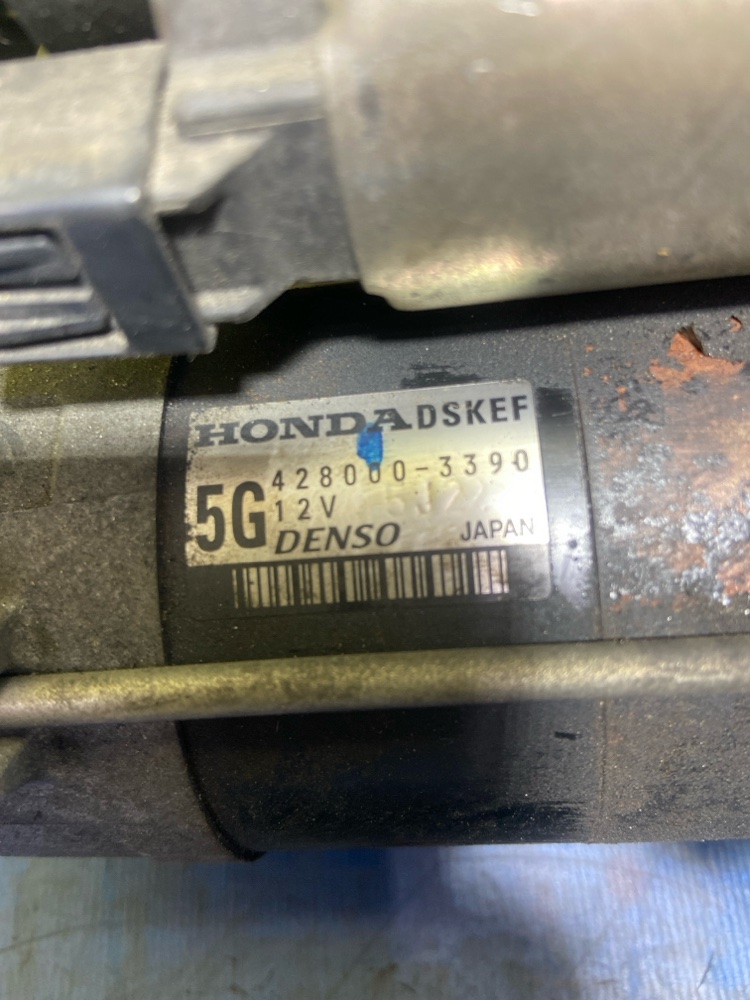 HONDA DSKEF
428000-3390
5G 12V
DENSO JAPAN